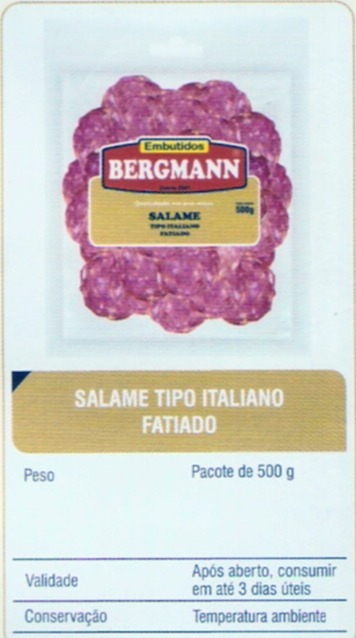 Embutidos
BERGMANN
SALAME
TIPO ITALIANO
FATIADO
500g
SALAME TIPO ITALIANO
FATIADO
Peso Pacote de 500 g
Validade Após aberto, consumir
em até 3 dias úteis
Conservação Temperatura ambiente